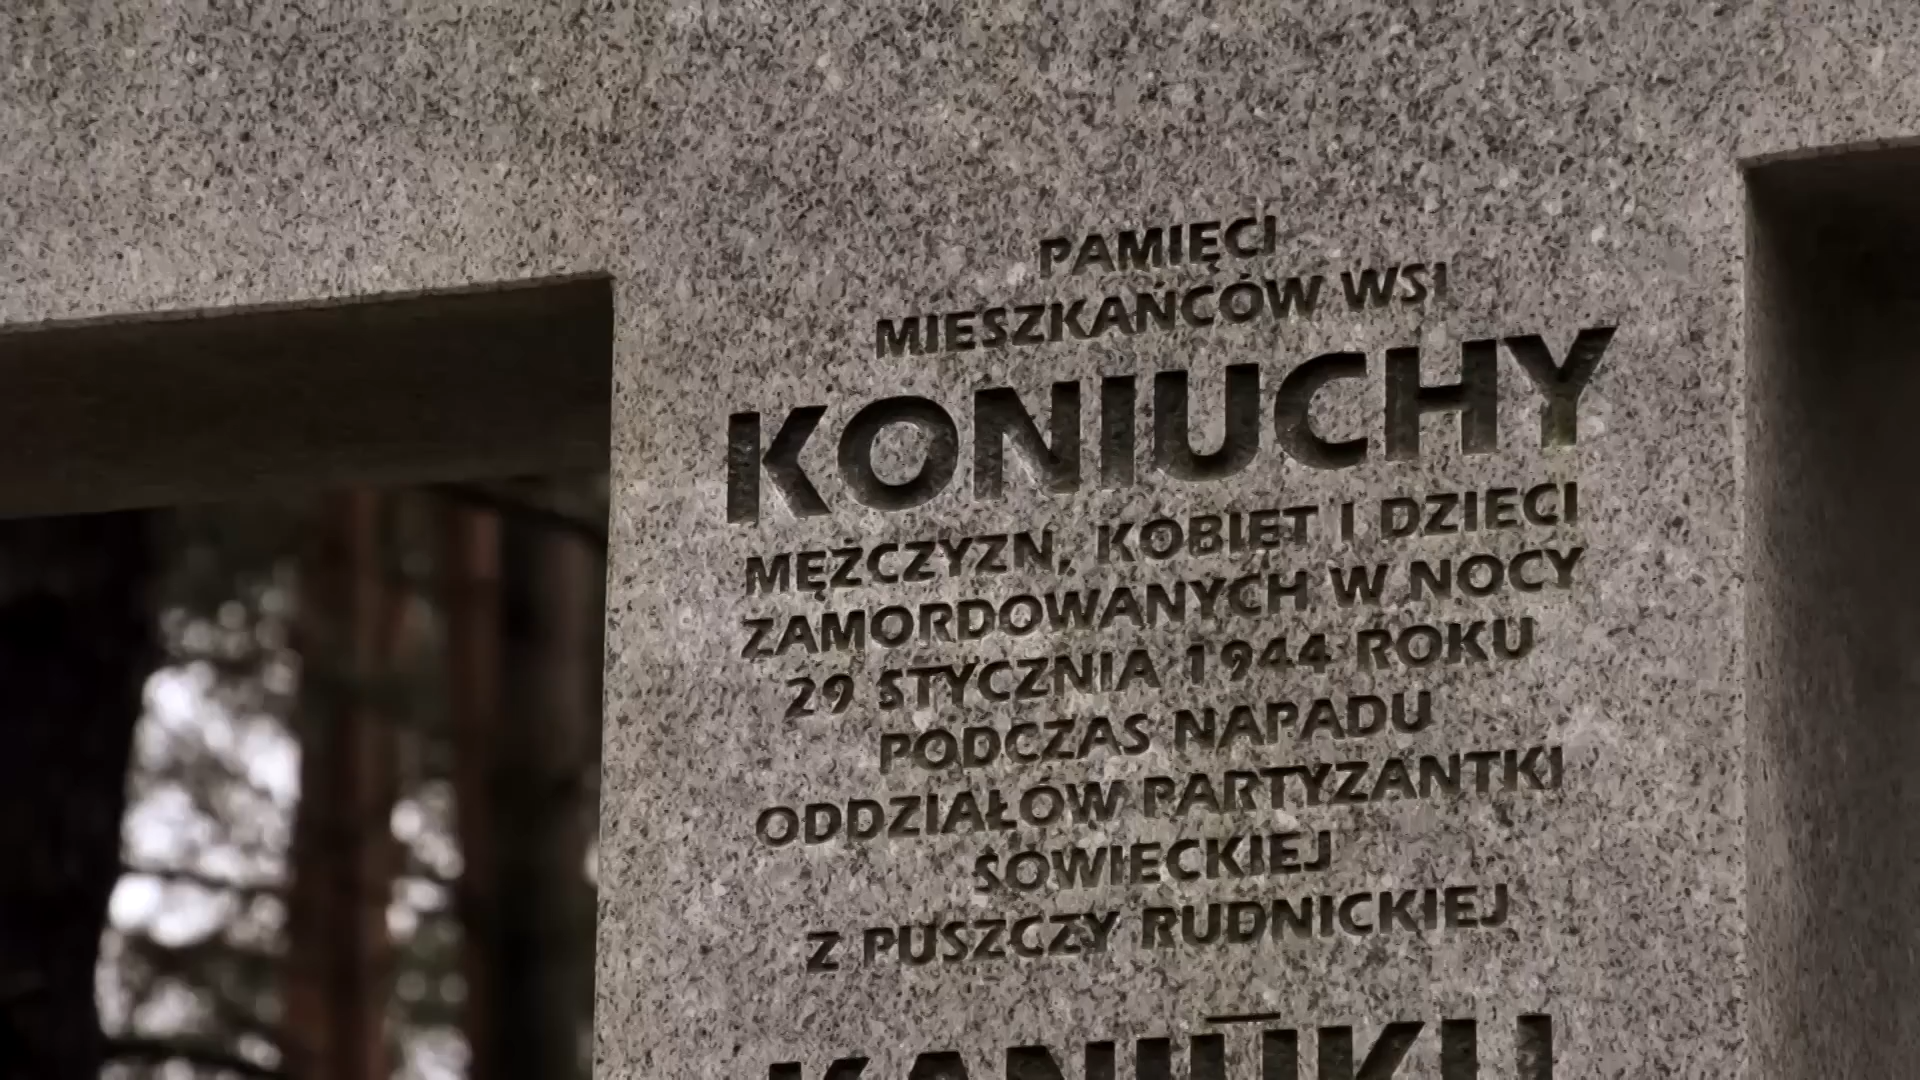 PAMIĘCI
MIESZKAŃCÓW WSI
KONIUCHY
MĘŻCZYZN, KOBIET I DZIECI
ZAMORDOWANYCH W NOCY
29 STYCZNIA 1944 ROKU
PODCZAS NAPADU
ODDZIAŁÓW PARTYZANTKI
SOWIECKIEJ
Z PUSZCZY RUDNICKIEJ
KANIŪKŲ